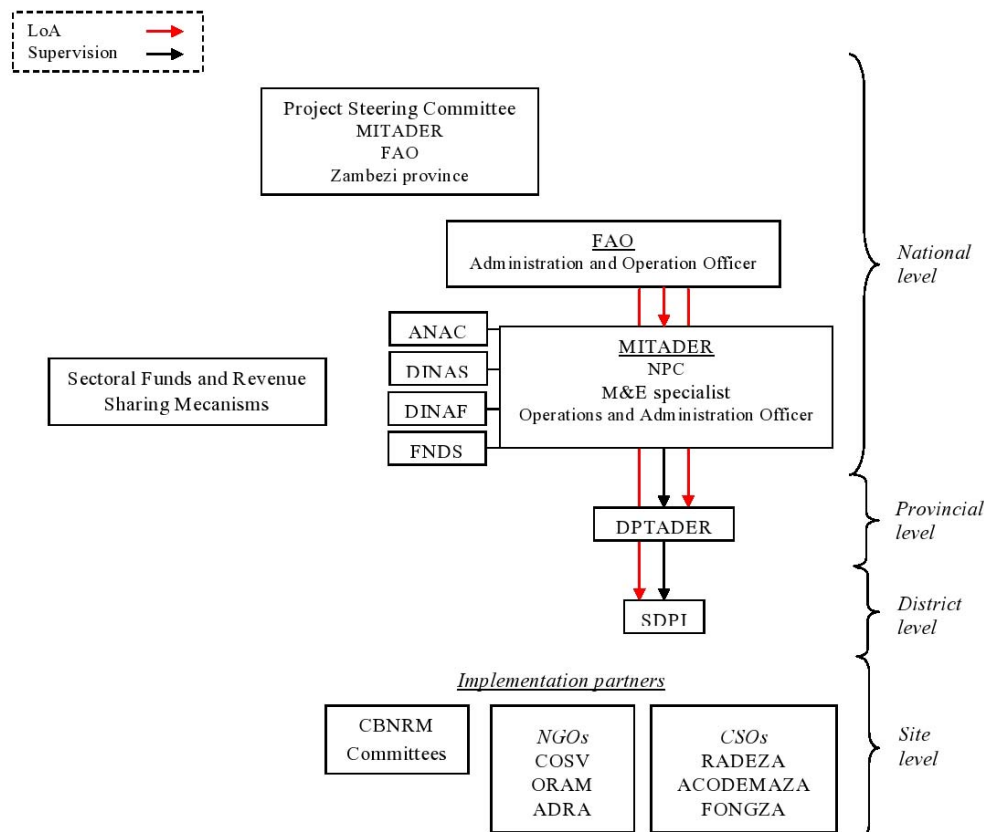 LoA
Supervision
Project Steering Committee
MITADER
FAO
Zambezi province
FAO
Administration and Operation Officer
National
level
ANAC
DINAS
DINAF
FNDS
MITADER
NPC
M&E specialist
Operations and Administration Officer
Sectoral Funds and Revenue
Sharing Mecanisms
DPTADER
Provincial
level
SDPI
District
level
Implementation partners
CBNRM
Committees
NGOs
COSV
ORAM
ADRA
CSOs
RADEZA
ACODEMAZA
FONGZA
Site
level